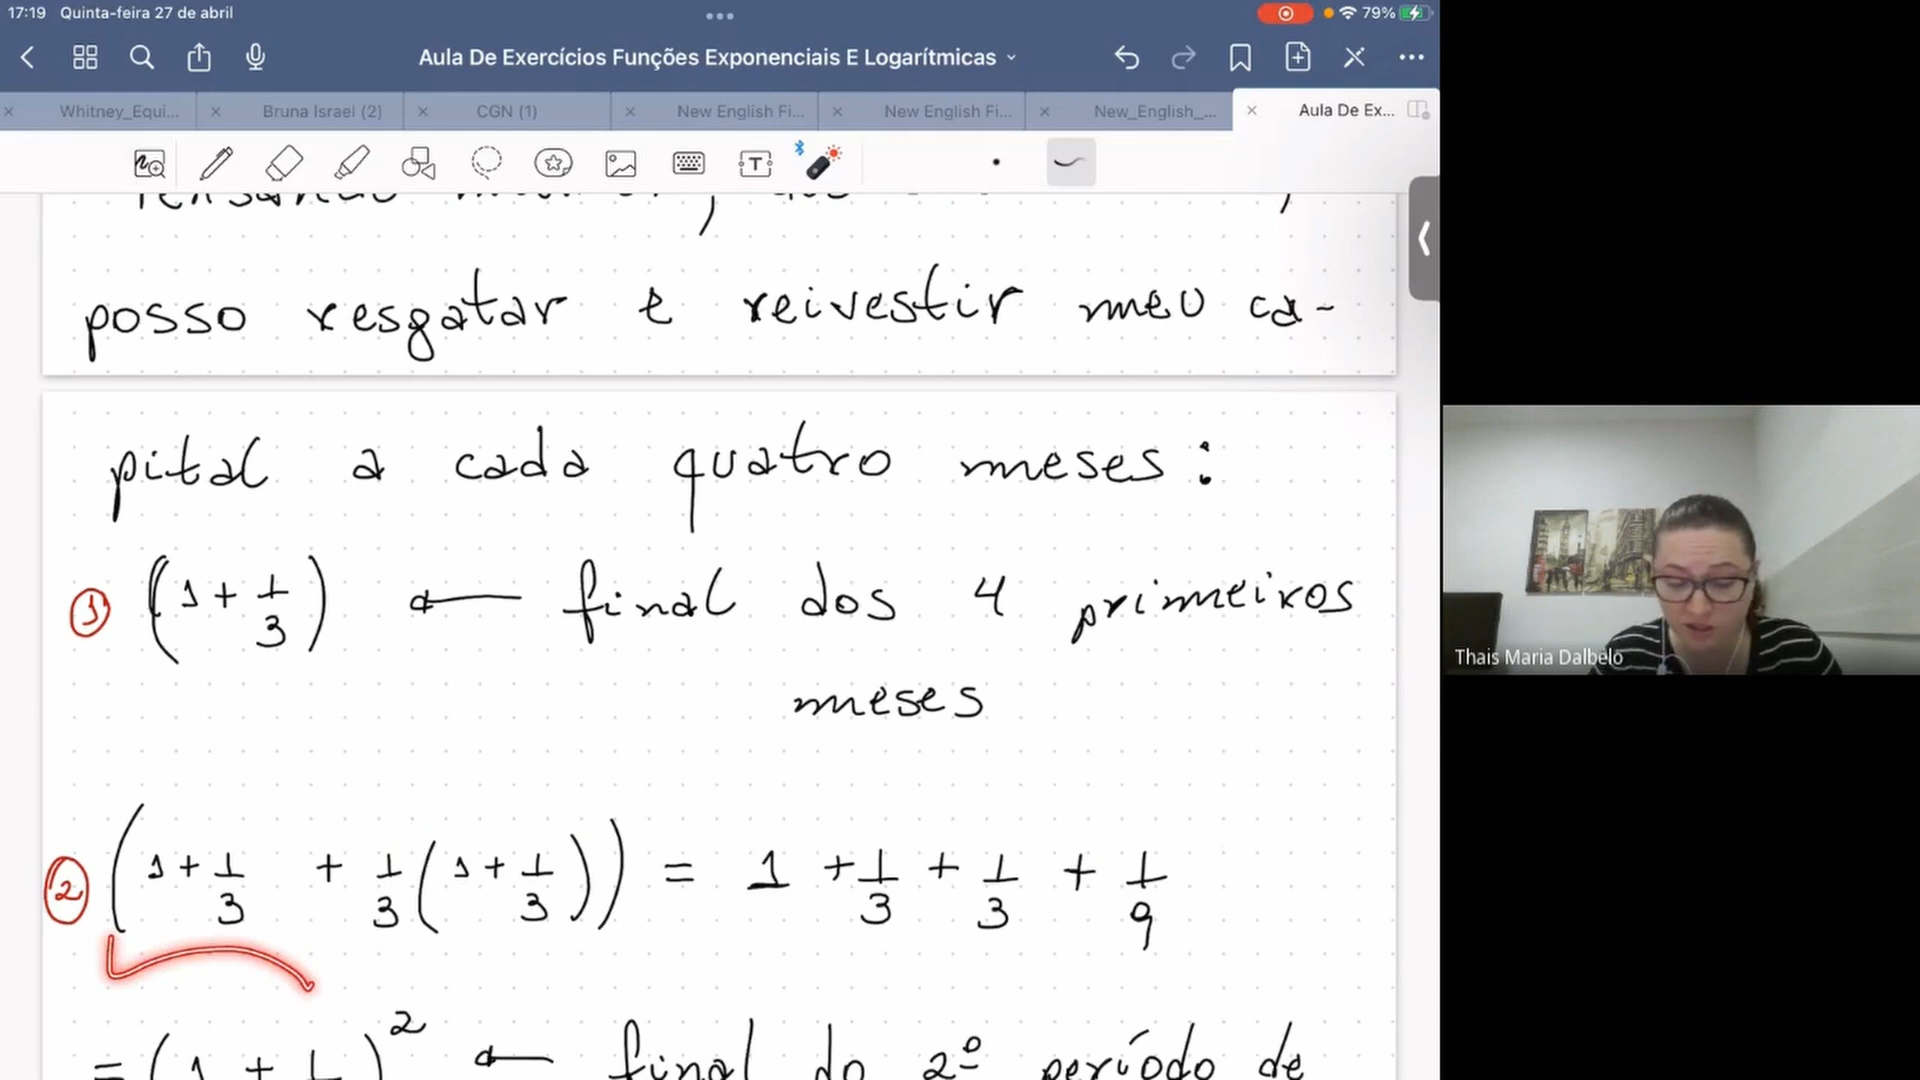 17:19 Quinta-feira 27 de abril
79%
Aula De Exercícios Funções Exponenciais E Logarítmicas
Whitney_Equi... Bruna Israel (2) CGN (1) New English Fi... New English Fi... New_English_... Aula De Ex...
posso resgatar e reivestir meu ca-
pital a cada quatro meses:
① (1 + 1/3) ← final dos 4 primeiros
meses
② (1 + 1/3 + 1/3 (1 + 1/3)) = 1 + 1/3 + 1/3 + 1/9
= (1 + 1/ )² ← final do 2º período de
Thais Maria Dalbelo